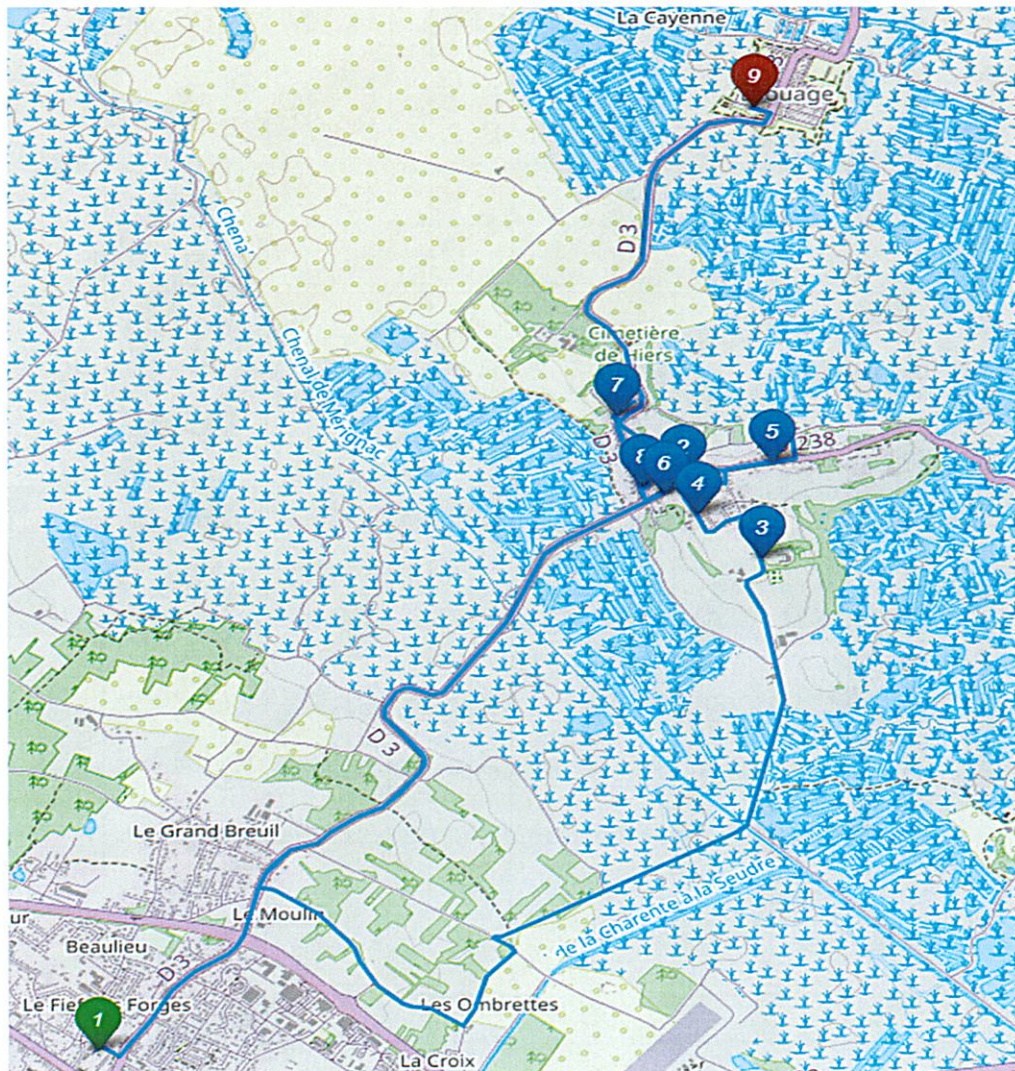 La Cayenne
9
ouage
D 3
Chena
Cimetière
de Hiers
Chenal de Mérignac
7
D 3
5
238
8
2
6
4
3
D 3
Le Grand Breuil
Le Moulin
ur
Beaulieu
de la Charente à la Seudre
D 3
Le Fief
s Forges
1
Les Ombrettes
La Croix